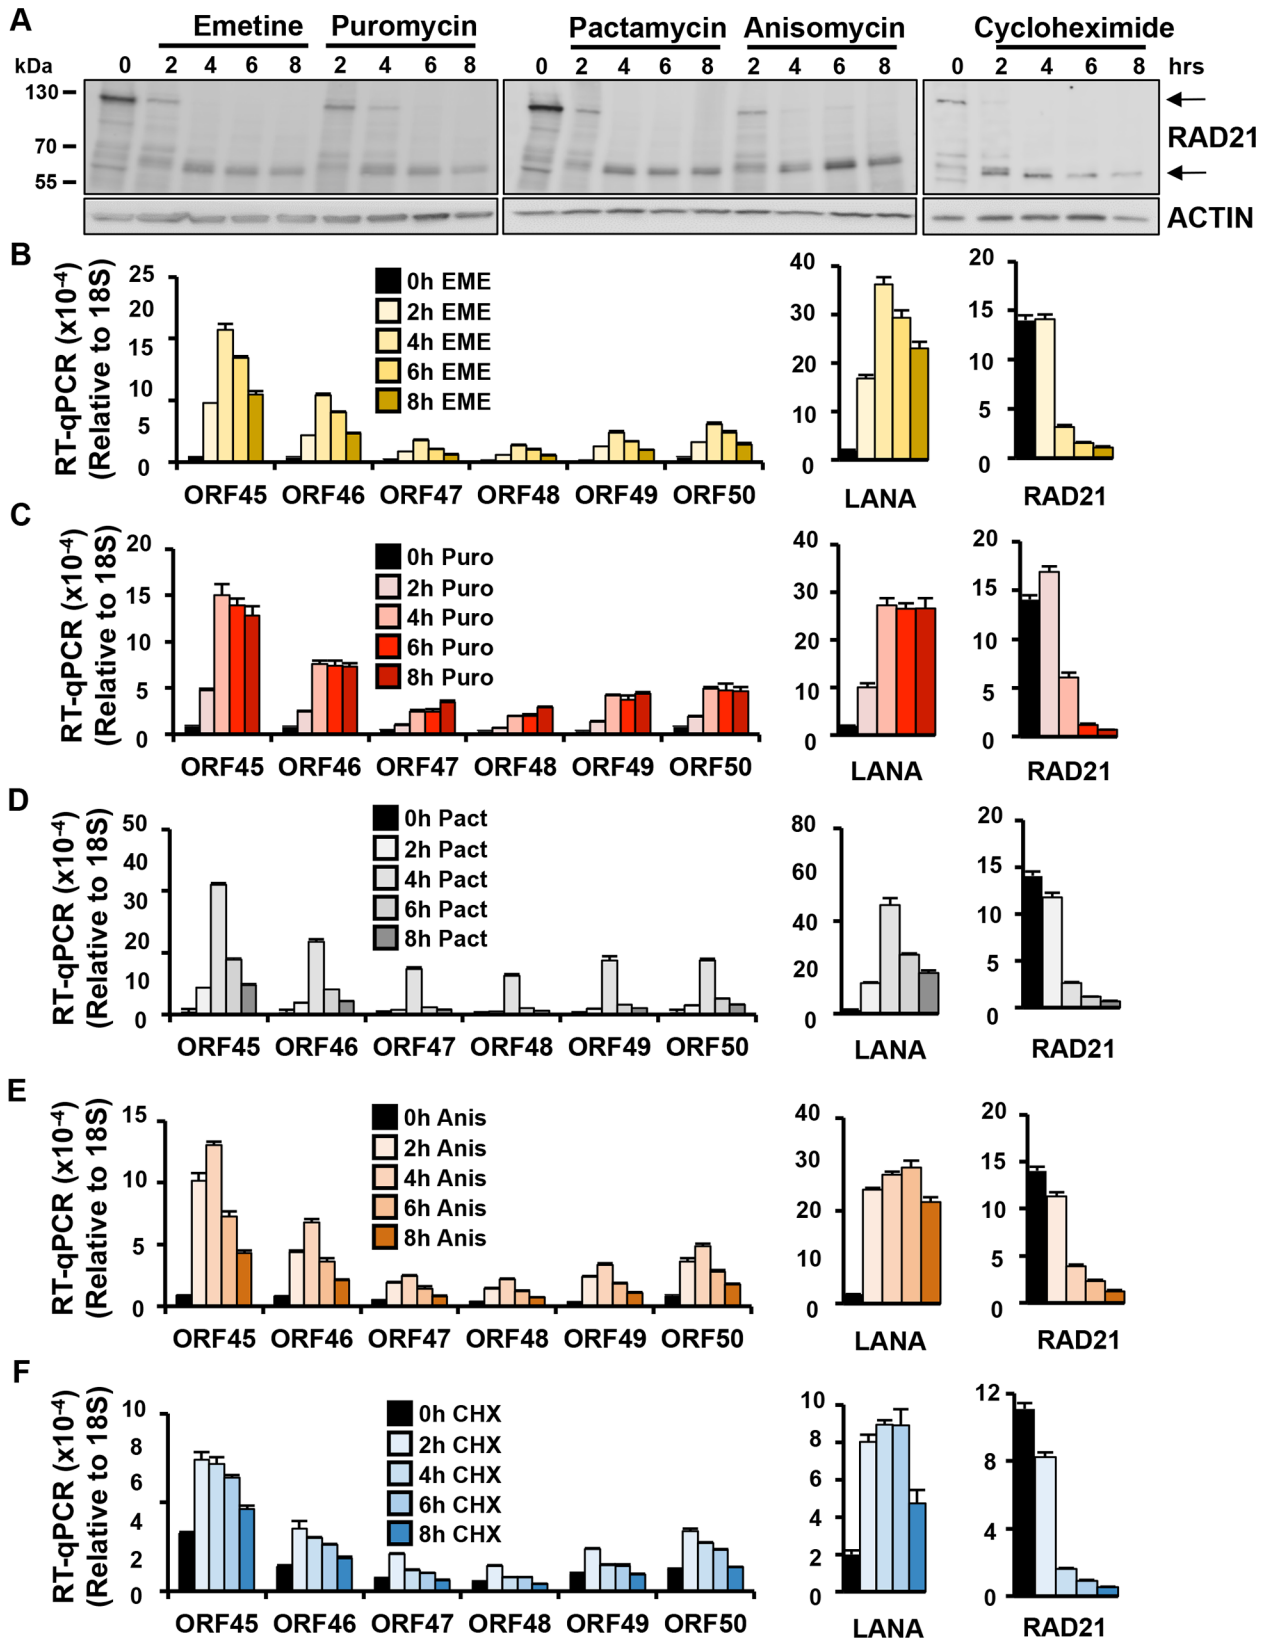 A
Emetine Puromycin Pactamycin Anisomycin Cycloheximide
kDa 0 2 4 6 8 2 4 6 8 0 2 4 6 8 2 4 6 8 0 2 4 6 8 hrs
130
70
55
RAD21
ACTIN
B
RT-qPCR (x10-4)
(Relative to 18S)
25
20
15
10
5
0
0h EME
2h EME
4h EME
6h EME
8h EME
ORF45 ORF46 ORF47 ORF48 ORF49 ORF50
40
30
20
10
0
LANA
20
15
10
5
0
RAD21
C
RT-qPCR (x10-4)
(Relative to 18S)
20
15
10
5
0
0h Puro
2h Puro
4h Puro
6h Puro
8h Puro
ORF45 ORF46 ORF47 ORF48 ORF49 ORF50
40
30
20
10
0
LANA
20
15
10
5
0
RAD21
D
RT-qPCR (x10-4)
(Relative to 18S)
50
40
30
20
10
0
0h Pact
2h Pact
4h Pact
6h Pact
8h Pact
ORF45 ORF46 ORF47 ORF48 ORF49 ORF50
80
60
40
20
0
LANA
20
15
10
5
0
RAD21
E
RT-qPCR (x10-4)
(Relative to 18S)
15
10
5
0
0h Anis
2h Anis
4h Anis
6h Anis
8h Anis
ORF45 ORF46 ORF47 ORF48 ORF49 ORF50
40
30
20
10
0
LANA
20
15
10
5
0
RAD21
F
RT-qPCR (x10-4)
(Relative to 18S)
10
8
6
4
2
0
0h CHX
2h CHX
4h CHX
6h CHX
8h CHX
ORF45 ORF46 ORF47 ORF48 ORF49 ORF50
10
8
6
4
2
0
LANA
12
8
4
0
RAD21